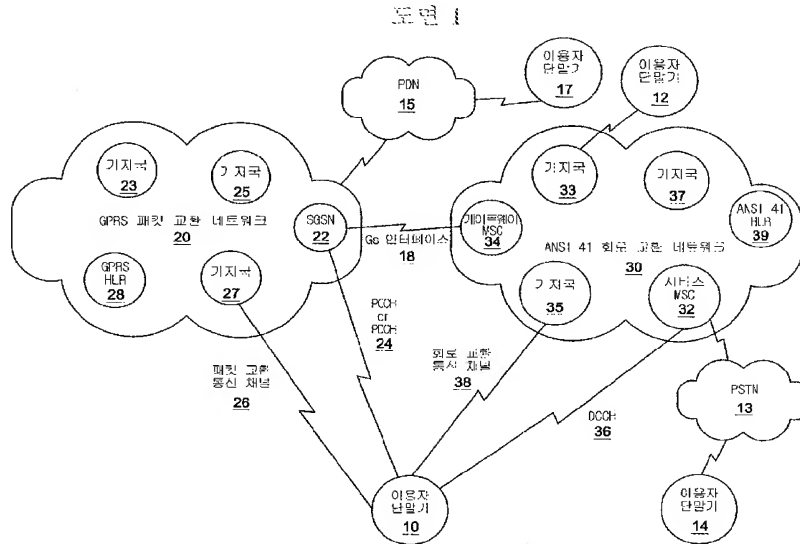 도면 1
이용자
단말기
17
이용자
단말기
12
PDN
15
기지국
23
기지국
25
기지국
33
기지국
37
GPRS 패킷 교환 네트워크
20
SGSN
22
게이트웨이
MSC
34
ANSI 41
HLR
39
Gs 인터페이스
18
ANSI 41 회로 교환 네트워크
30
GPRS
HLR
28
기지국
27
기지국
35
서비스
MSC
32
PCCH
or
PDCH
24
패킷 교환
통신 채널
26
회로 교환
통신 채널
38
DCCH
36
PSTN
13
이용자
단말기
10
이용자
단말기
14